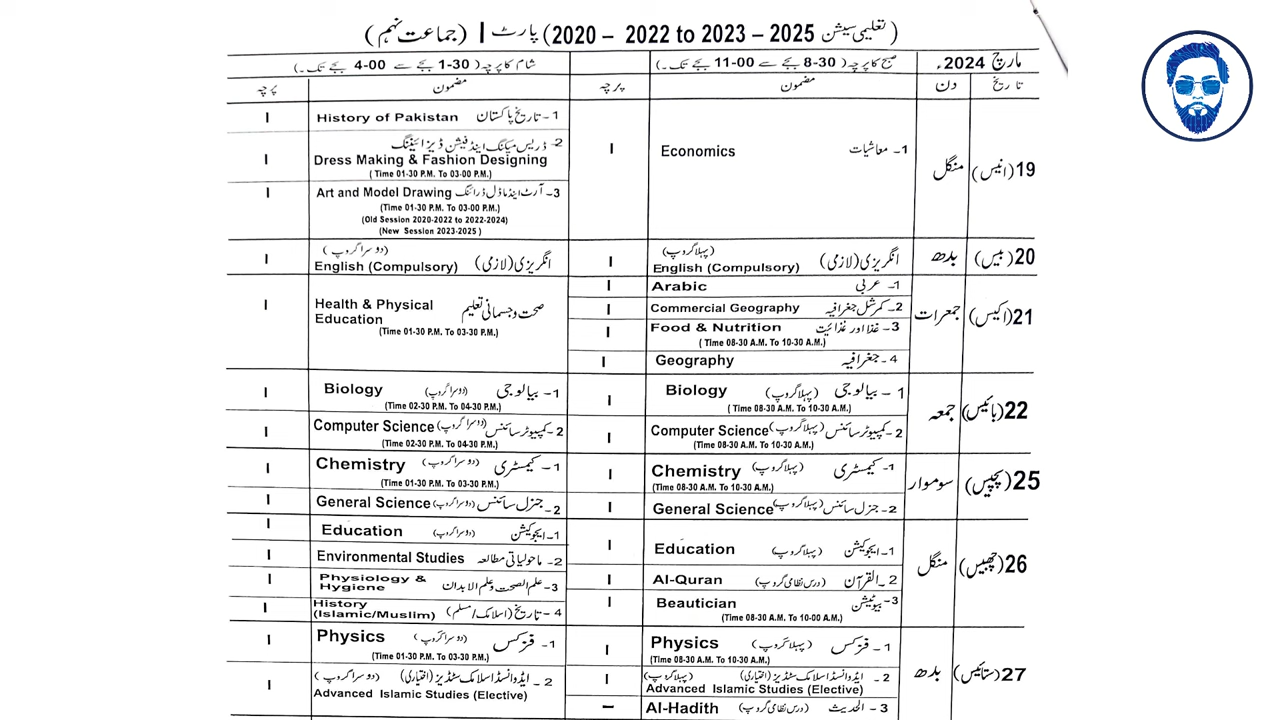 ( تعلیمی سیشن 2025 – 2023 to 2022 – 2020) پارٹ I (جماعت نہم)
مارچ 2024ء
صبح کا پرچہ (8-30 بجے سے 11-00 بجے تک۔)
شام کا پرچہ (1-30 بجے سے 4-00 بجے تک۔)
تاریخ دن مضمون پرچہ مضمون پرچہ
19(انیس) منگل
1- معاشیات Economics I
1- تاریخ پاکستان History of Pakistan I
2- ڈریس میکنگ اینڈ فیشن ڈیزائیننگ
Dress Making & Fashion Designing I
( Time 01-30 P.M. To 03-00 P.M.)
3- آرٹ اینڈ ماڈل ڈرائنگ Art and Model Drawing I
(Time 01-30 P.M. To 03-00 P.M.)
(Old Session 2020-2022 to 2022-2024)
(New Session 2023-2025 )
20(بیس) بدھ
انگریزی (لازمی) (پہلا گروپ)
English (Compulsory) I
انگریزی (لازمی) (دوسرا گروپ)
English (Compulsory) I
21(اکیس) جمعرات
1- عربی Arabic I
2- کمرشل جغرافیہ Commercial Geography I
3- غذا اور غذائیت Food & Nutrition I
( Time 08-30 A.M. To 10-30 A.M.)
4- جغرافیہ Geography I
صحت و جسمانی تعلیم Health & Physical Education I
(Time 01-30 P.M. To 03-30 P.M.)
22(بائیس) جمعہ
1- بیالوجی (پہلا گروپ) Biology I
( Time 08-30 A.M. To 10-30 A.M.)
2- کمپیوٹر سائنس (پہلا گروپ) Computer Science I
(Time 08-30 A.M. To 10-30 A.M.)
1- بیالوجی (دوسرا گروپ) Biology I
(Time 02-30 P.M. To 04-30 P.M.)
2- کمپیوٹر سائنس (دوسرا گروپ) Computer Science I
(Time 02-30 P.M. To 04-30 P.M.)
25(پچیس) سوموار
1- کیمسٹری (پہلا گروپ) Chemistry I
(Time 08-30 A.M. To 10-30 A.M.)
2- جنرل سائنس (پہلا گروپ) General Science I
1- کیمسٹری (دوسرا گروپ) Chemistry I
(Time 01-30 P.M. To 03-30 P.M.)
2- جنرل سائنس (دوسرا گروپ) General Science I
26(چھبیس) منگل
1- ایجوکیشن (پہلا گروپ) Education I
2- القرآن (درس نظامی گروپ) Al-Quran I
3- بیوٹیشن Beautician I
(Time 08-30 A.M. To 10-00 A.M.)
1- ایجوکیشن (دوسرا گروپ) Education I
2- ماحولیاتی مطالعہ Environmental Studies I
3- علم الصحت و علم الابدان Physiology & Hygiene I
4- تاریخ (اسلامک/مسلم) History (Islamic/Muslim) I
27(ستائیس) بدھ
1- فزکس (پہلا گروپ) Physics I
(Time 08-30 A.M. To 10-30 A.M.)
2- ایڈوانسڈ اسلامک سٹڈیز (اختیاری) (پہلا گروپ)
Advanced Islamic Studies (Elective) I
3- الحدیث (درس نظامی گروپ) Al-Hadith –
1- فزکس (دوسرا گروپ) Physics I
(Time 01-30 P.M. To 03-30 P.M.)
2- ایڈوانسڈ اسلامک سٹڈیز (اختیاری) (دوسرا گروپ)
Advanced Islamic Studies (Elective) I